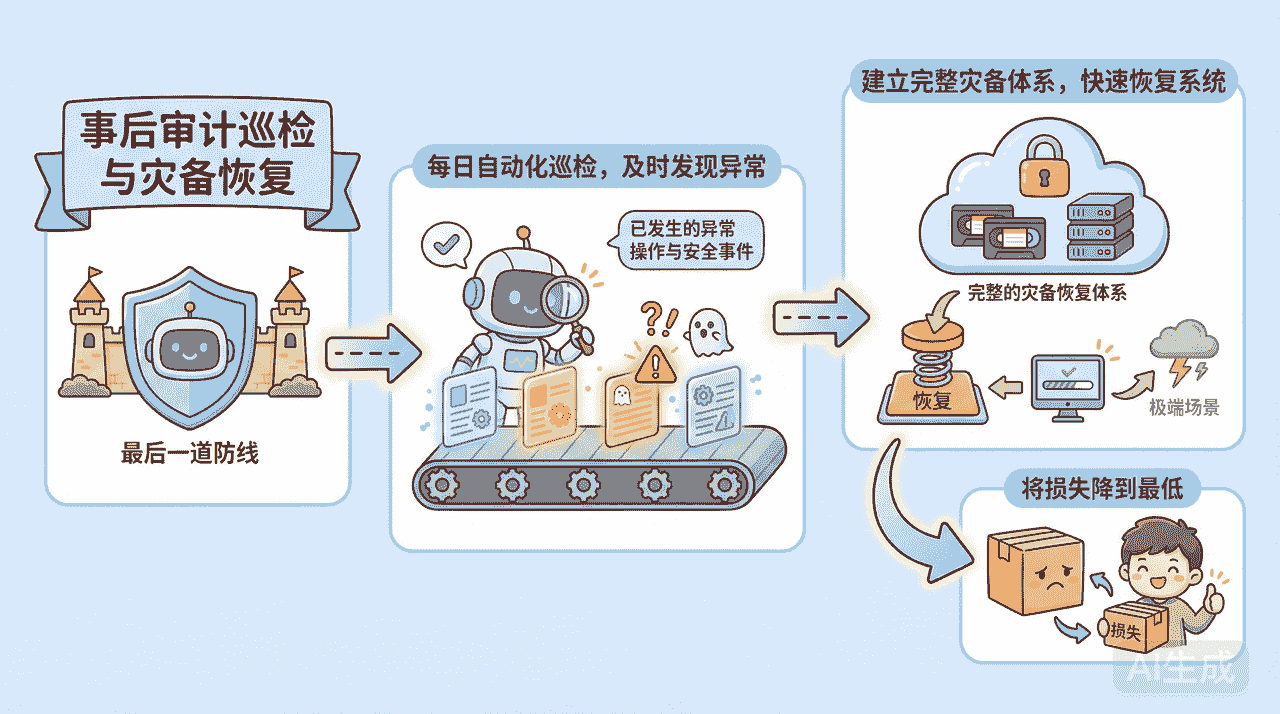 事后审计巡检
与灾备恢复
最后一道防线
每日自动化巡检，及时发现异常
已发生的异常
操作与安全事件
?!
建立完整灾备体系，快速恢复系统
完整的灾备恢复体系
恢复
极端场景
将损失降到最低
损失
AI生成